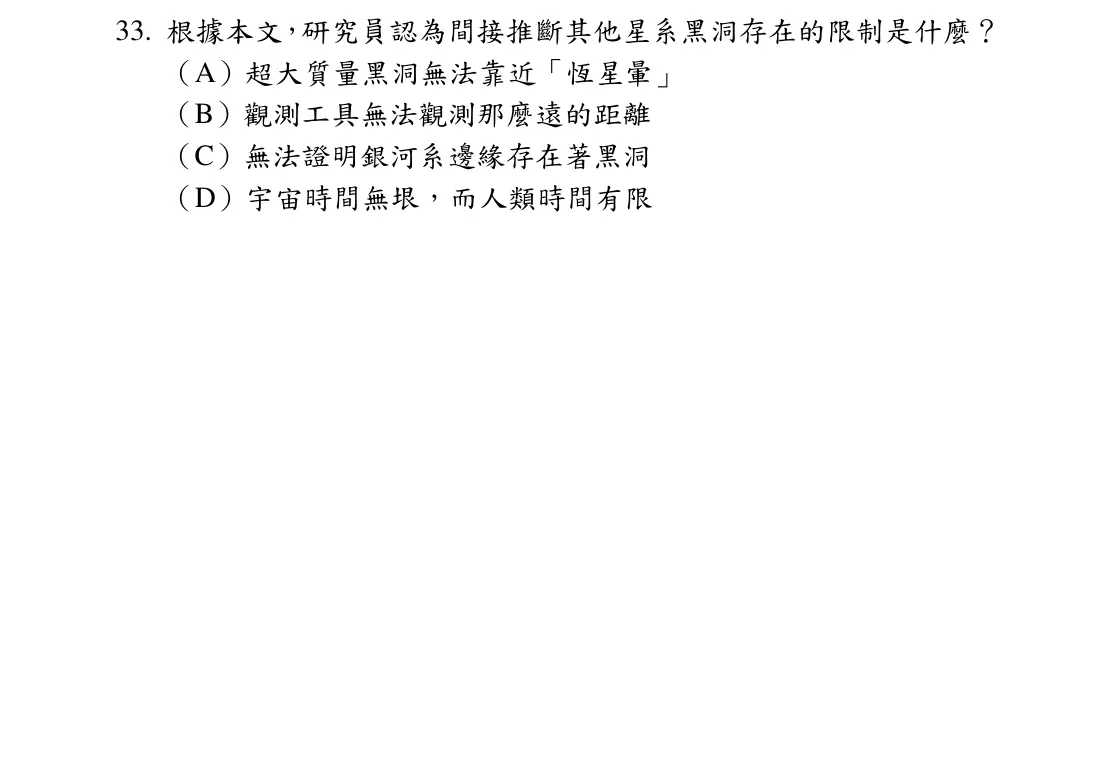 33. 根據本文，研究員認為間接推斷其他星系黑洞存在的限制是什麼？
（A）超大質量黑洞無法靠近「恆星暈」
（B）觀測工具無法觀測那麼遠的距離
（C）無法證明銀河系邊緣存在著黑洞
（D）宇宙時間無垠，而人類時間有限